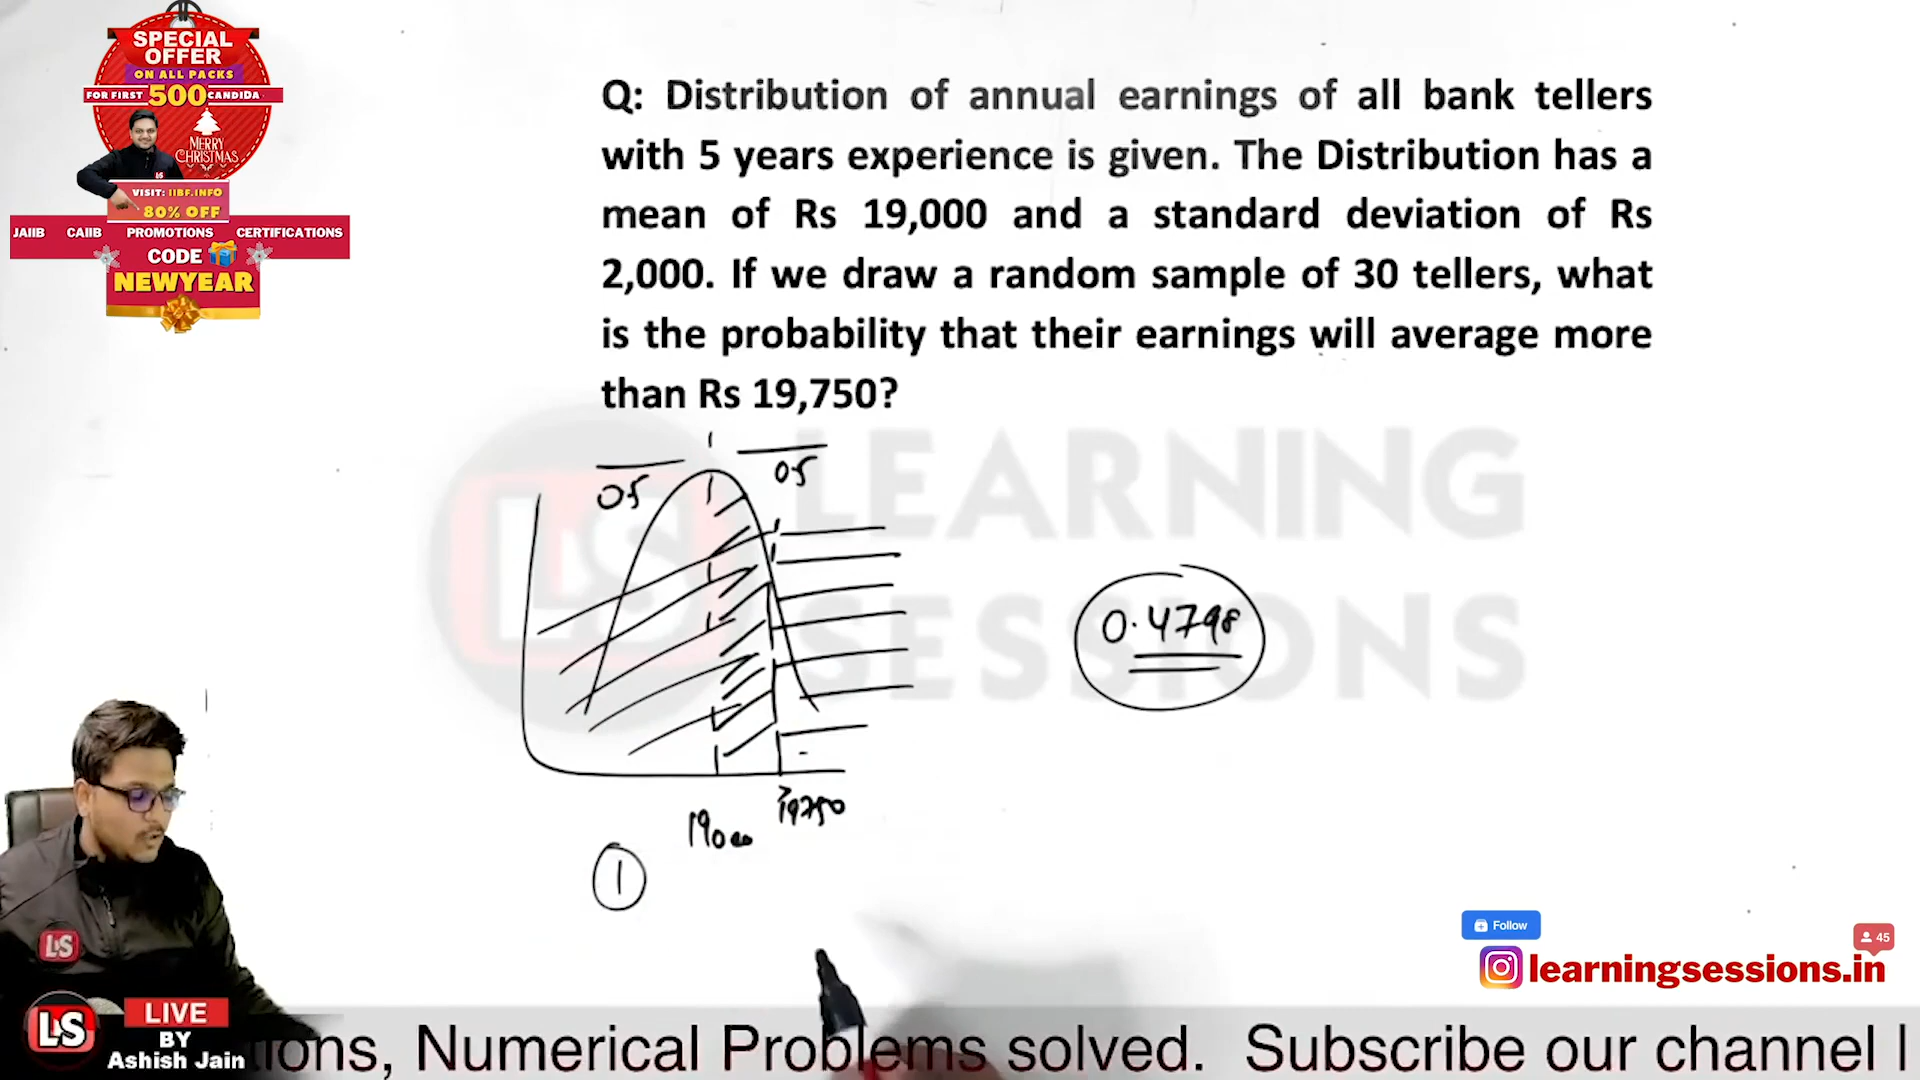 SPECIAL
OFFER
ON ALL PACKS
FOR FIRST 500 CANDIDA
MERRY
CHRISTMAS
LS
VISIT: IIBF.INFO
80% OFF
JAIIB CAIIB PROMOTIONS CERTIFICATIONS
CODE
NEWYEAR
Q: Distribution of annual earnings of all bank tellers
with 5 years experience is given. The Distribution has a
mean of Rs 19,000 and a standard deviation of Rs
2,000. If we draw a random sample of 30 tellers, what
is the probability that their earnings will average more
than Rs 19,750?
LS LEARNING
SESSIONS
05 05
0.4798
19000 19750
1
Follow
45
learningsessions.in
LS
LS
LIVE
BY
Ashish Jain
ions, Numerical Problems solved. Subscribe our channel